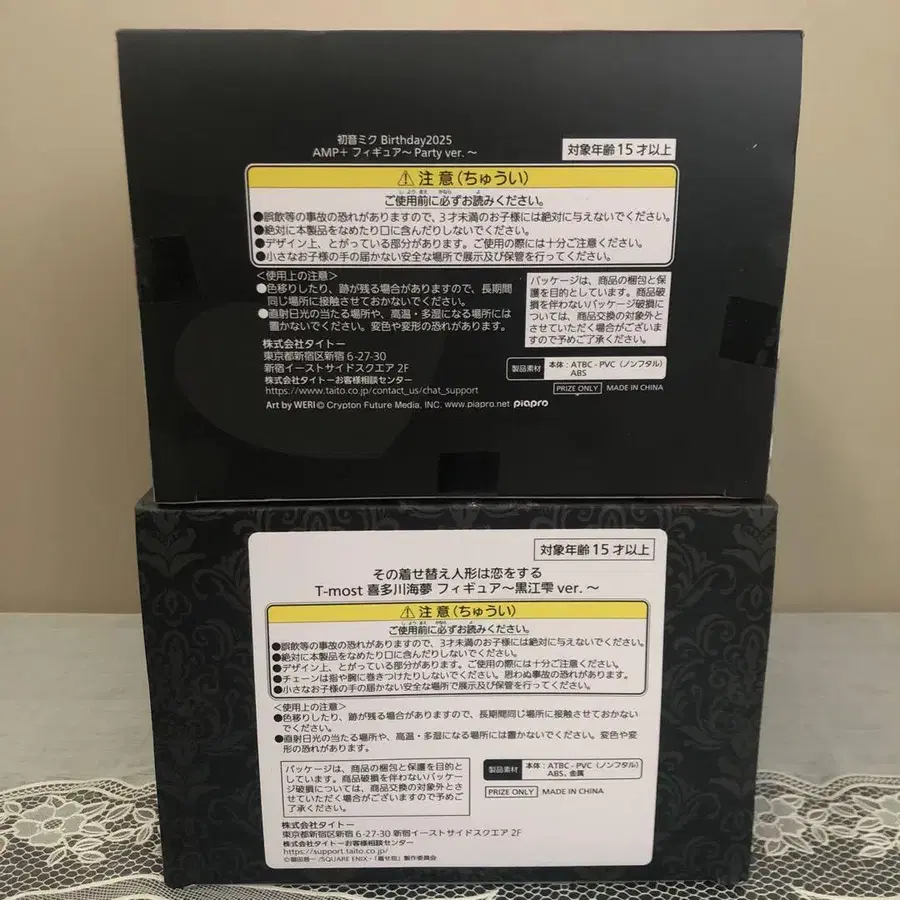 初音ミク Birthday2025
AMP+ フィギュア～ Party ver. ～
対象年齢 15 才以上
⚠ 注 意 (ちゅうい)
しようまえ かなら よ
ご使用前に必ずお読みください。
●誤飲等の事故の恐れがありますので、3才未満のお子様には絶対に与えないでください。
●絶対に本製品をなめたり口に含んだりしないでください。
●デザイン上、とがっている部分があります。ご使用の際には十分ご注意ください。
●小さなお子様の手の届かない安全な場所で展示及び保管を行ってください。
＜使用上の注意＞
●色移りしたり、跡が残る場合がありますので、長期間
同じ場所に接触させておかないでください。
●直射日光の当たる場所や、高温・多湿になる場所には
置かないでください。変色や変形の恐れがあります。
パッケージは、商品の梱包と保
護を目的としています。商品破
損を伴わないパッケージ破損に
ついては、商品交換の対象外と
させていただく場合がございま
すので予めご了承ください。
株式会社タイトー
東京都新宿区新宿 6-27-30
新宿イーストサイドスクエア 2F
株式会社タイトーお客様相談センター
https://www.taito.co.jp/contact_us/chat_support
製品素材 本体：ATBC - PVC（ノンフタル）
ABS
PRIZE ONLY MADE IN CHINA
Art by WERI © Crypton Future Media, INC. www.piapro.net piapro
対象年齢 15 才以上
その着せ替え人形は恋をする
T-most 喜多川海夢 フィギュア～黒江雫 ver. ～
⚠ 注 意 (ちゅうい)
しようまえ かなら よ
ご使用前に必ずお読みください。
●誤飲等の事故の恐れがありますので、3才未満のお子様には絶対に与えないでください。
●絶対に本製品をなめたり口に含んだりしないでください。
●デザイン上、とがっている部分があります。ご使用の際には十分ご注意ください。
●チェーンは指や腕に巻きつけたりしないでください。思わぬ事故の恐れがあります。
●小さなお子様の手の届かない安全な場所で展示及び保管を行ってください。
＜使用上の注意＞
●色移りしたり、跡が残る場合がありますので、長期間同じ場所に接触させておかない
でください。
●直射日光の当たる場所や、高温・多湿になる場所には置かないでください。変色や変
形の恐れがあります。
パッケージは、商品の梱包と保護を目的と
しています。商品破損を伴わないパッケー
ジ破損については、商品交換の対象外とさ
せていただく場合がございますので予めご
了承ください。
製品素材 本体：ATBC - PVC（ノンフタル）
ABS、金属
PRIZE ONLY MADE IN CHINA
株式会社タイトー
東京都新宿区新宿 6-27-30 新宿イーストサイドスクエア 2F
株式会社タイトーお客様相談センター
https://support.taito.co.jp/
©福田晋一/SQUARE ENIX・「着せ恋」製作委員会